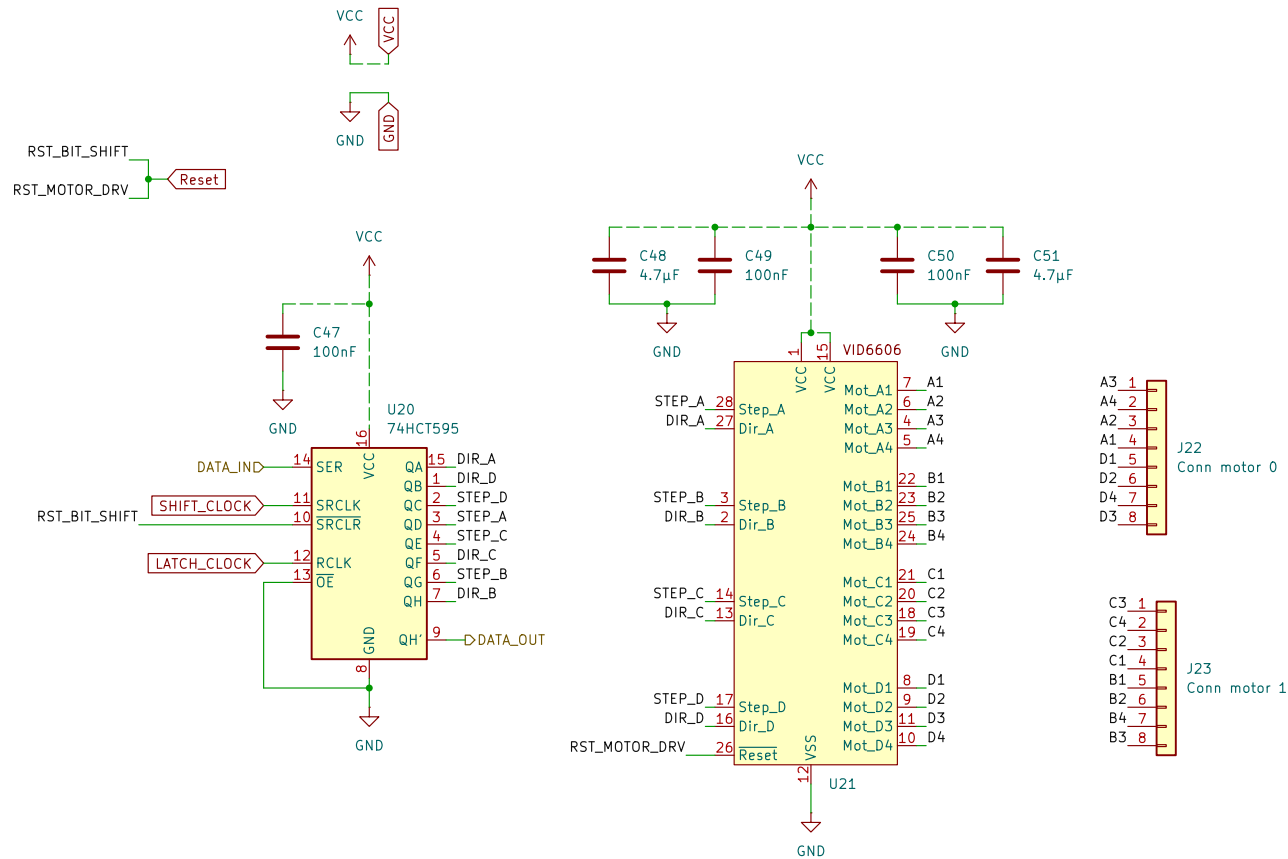 VCC
VCC
GND
GND
RST_BIT_SHIFT
RST_MOTOR_DRV
Reset
VCC
C47
100nF
GND
U20
74HCT595
16
VCC
DATA_IN
14
SER
SHIFT_CLOCK
11
SRCLK
RST_BIT_SHIFT
10
SRCLR
LATCH_CLOCK
12
RCLK
13
OE
QA 15 DIR_A
QB 1 DIR_D
QC 2 STEP_D
QD 3 STEP_A
QE 4 STEP_C
QF 5 DIR_C
QG 6 STEP_B
QH 7 DIR_B
QH' 9 DATA_OUT
GND
8
GND
VCC
C48
4.7µF
C49
100nF
C50
100nF
C51
4.7µF
GND
GND
1
15
VID6606
VCC
VCC
STEP_A 28 Step_A
DIR_A 27 Dir_A
STEP_B 3 Step_B
DIR_B 2 Dir_B
STEP_C 14 Step_C
DIR_C 13 Dir_C
STEP_D 17 Step_D
DIR_D 16 Dir_D
RST_MOTOR_DRV 26 Reset
Mot_A1 7 A1
Mot_A2 6 A2
Mot_A3 4 A3
Mot_A4 5 A4
Mot_B1 22 B1
Mot_B2 23 B2
Mot_B3 25 B3
Mot_B4 24 B4
Mot_C1 21 C1
Mot_C2 20 C2
Mot_C3 18 C3
Mot_C4 19 C4
Mot_D1 8 D1
Mot_D2 9 D2
Mot_D3 11 D3
Mot_D4 10 D4
VSS
12
U21
GND
A3 1
A4 2
A2 3
A1 4
D1 5
D2 6
D4 7
D3 8
J22
Conn motor 0
C3 1
C4 2
C2 3
C1 4
B1 5
B2 6
B4 7
B3 8
J23
Conn motor 1